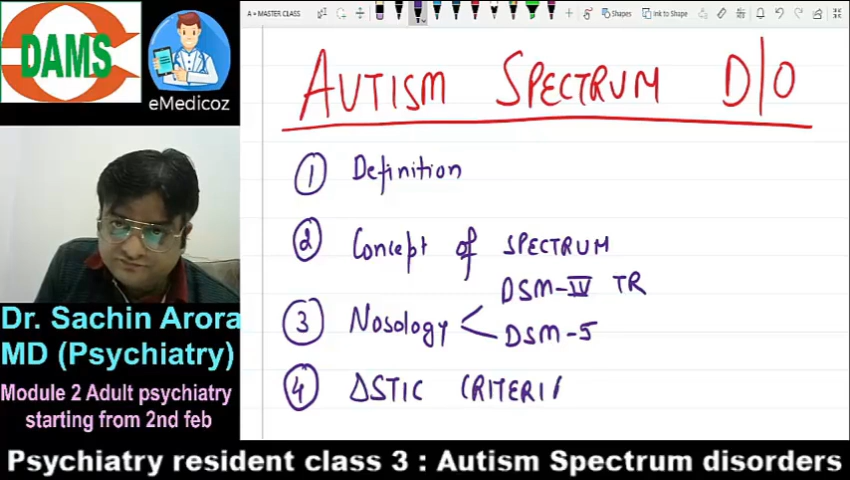 DAMS
eMedicoz
A + MASTER CLASS
Shapes
Ink to Shape
AUTISM SPECTRUM D/O
① Definition
② Concept of SPECTRUM
DSM-IV TR
③ Nosology <
DSM-5
④ ΔSTIC CRITERI
Dr. Sachin Arora
MD (Psychiatry)
Module 2 Adult psychiatry
starting from 2nd feb
Psychiatry resident class 3 : Autism Spectrum disorders